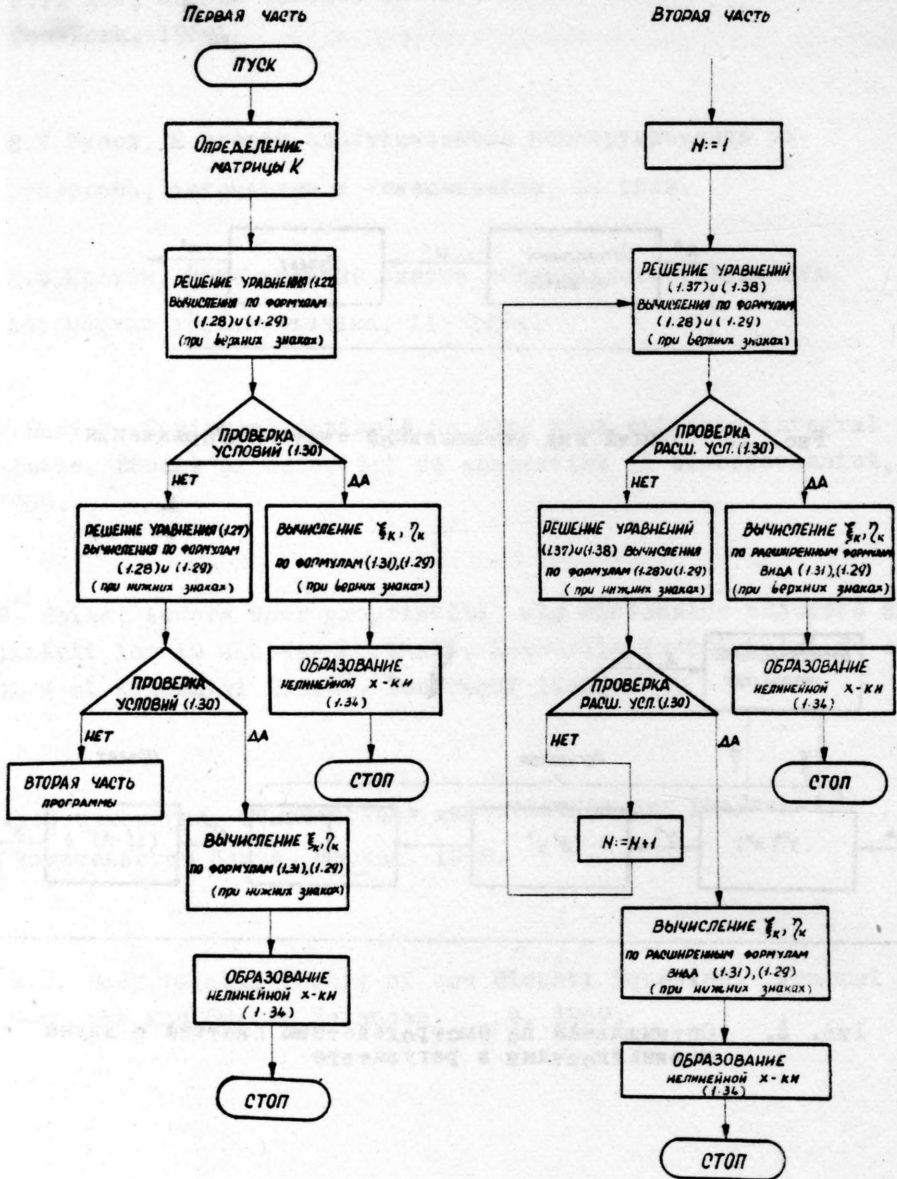 ПЕРВАЯ ЧАСТЬ
ПУСК
ОПРЕДЕЛЕНИЕ
МАТРИЦЫ K
РЕШЕНИЕ УРАВНЕНИЯ (1.27)
ВЫЧИСЛЕНИЯ ПО ФОРМУЛАМ
(1.28) и (1.29)
(при верхних знаках)
ПРОВЕРКА
УСЛОВИЙ (1.30)
НЕТ
ДА
РЕШЕНИЕ УРАВНЕНИЯ (1.27)
ВЫЧИСЛЕНИЯ ПО ФОРМУЛАМ
(1.28) и (1.29)
(при нижних знаках)
ВЫЧИСЛЕНИЕ ξк, ηк
ПО ФОРМУЛАМ (1.31), (1.29)
(при верхних знаках)
ПРОВЕРКА
УСЛОВИЙ (1.30)
ОБРАЗОВАНИЕ
НЕЛИНЕЙНОЙ Х-КИ
(1.34)
НЕТ
ДА
СТОП
ВТОРАЯ ЧАСТЬ
ПРОГРАММЫ
ВЫЧИСЛЕНИЕ ξк, ηк
ПО ФОРМУЛАМ (1.31), (1.29)
(при нижних знаках)
ОБРАЗОВАНИЕ
НЕЛИНЕЙНОЙ Х-КИ
(1.34)
СТОП
ВТОРАЯ ЧАСТЬ
N:=1
РЕШЕНИЕ УРАВНЕНИЙ
(1.37) и (1.38)
ВЫЧИСЛЕНИЯ ПО ФОРМУЛАМ
(1.28) и (1.29)
(при верхних знаках)
ПРОВЕРКА
РАСШ. УСЛ. (1.30)
НЕТ
ДА
РЕШЕНИЕ УРАВНЕНИЙ
(1.37) и (1.38) ВЫЧИСЛЕНИЯ
ПО ФОРМУЛАМ (1.28) и (1.29)
(при нижних знаках)
ВЫЧИСЛЕНИЕ ξк, ηк
ПО РАСШИРЕННЫМ ФОРМУЛАМ
ВИДА (1.31), (1.29)
(при верхних знаках)
ПРОВЕРКА
РАСШ. УСЛ. (1.30)
ОБРАЗОВАНИЕ
НЕЛИНЕЙНОЙ Х-КИ
(1.34)
НЕТ
ДА
СТОП
N:=N+1
ВЫЧИСЛЕНИЕ ξк, ηк
ПО РАСШИРЕННЫМ ФОРМУЛАМ
ВИДА (1.31), (1.29)
(при нижних знаках)
ОБРАЗОВАНИЕ
НЕЛИНЕЙНОЙ Х-КИ
(1.34)
СТОП